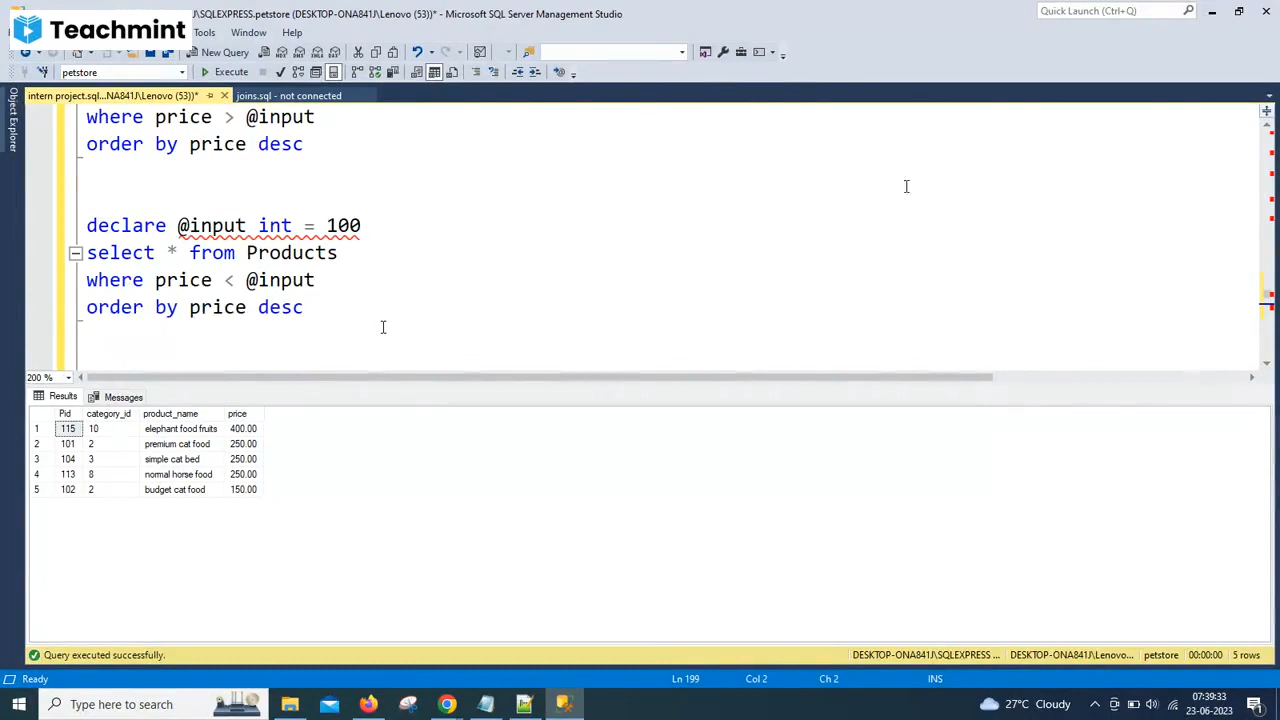 J\SQLEXPRESS.petstore (DESKTOP-ONA841J\Lenovo (53))* - Microsoft SQL Server Management Studio
Quick Launch (Ctrl+Q)
Teachmint
Tools Window Help
New Query
petstore
Execute
intern project.sql...NA841J\Lenovo (53))*
joins.sql - not connected
Object Explorer
where price > @input
order by price desc
declare @input int = 100
select * from Products
where price < @input
order by price desc
200 %
Results Messages
Pid category_id product_name price
1 115 10 elephant food fruits 400.00
2 101 2 premium cat food 250.00
3 104 3 simple cat bed 250.00
4 113 8 normal horse food 250.00
5 102 2 budget cat food 150.00
Query executed successfully.
DESKTOP-ONA841J\SQLEXPRESS ... DESKTOP-ONA841J\Lenovo... petstore 00:00:00 5 rows
Ready Ln 199 Col 2 Ch 2 INS
Type here to search
27°C Cloudy
07:39:33
23-06-2023
1